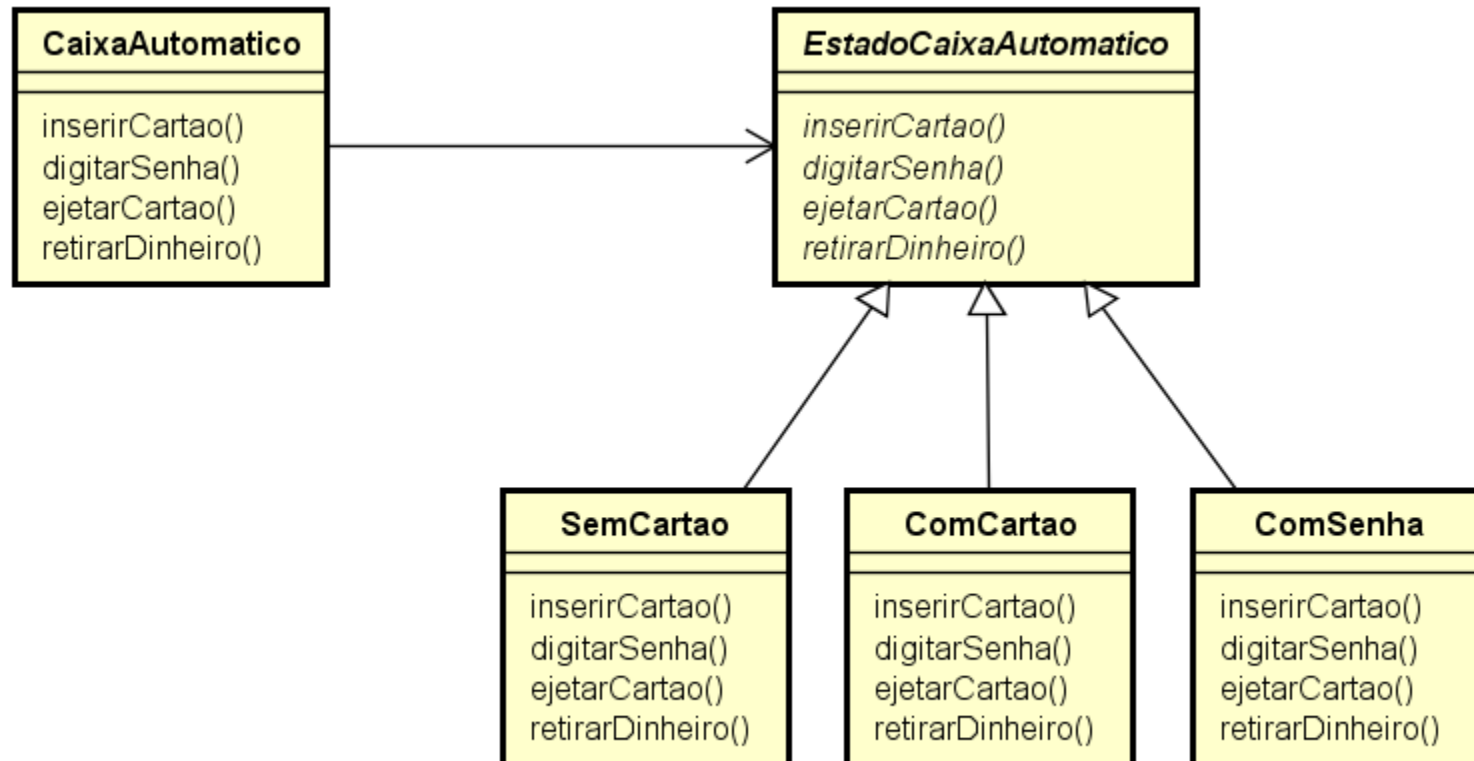 CaixaAutomatico
inserirCartao()
digitarSenha()
ejetarCartao()
retirarDinheiro()
EstadoCaixaAutomatico
inserirCartao()
digitarSenha()
ejetarCartao()
retirarDinheiro()
SemCartao
inserirCartao()
digitarSenha()
ejetarCartao()
retirarDinheiro()
ComCartao
inserirCartao()
digitarSenha()
ejetarCartao()
retirarDinheiro()
ComSenha
inserirCartao()
digitarSenha()
ejetarCartao()
retirarDinheiro()